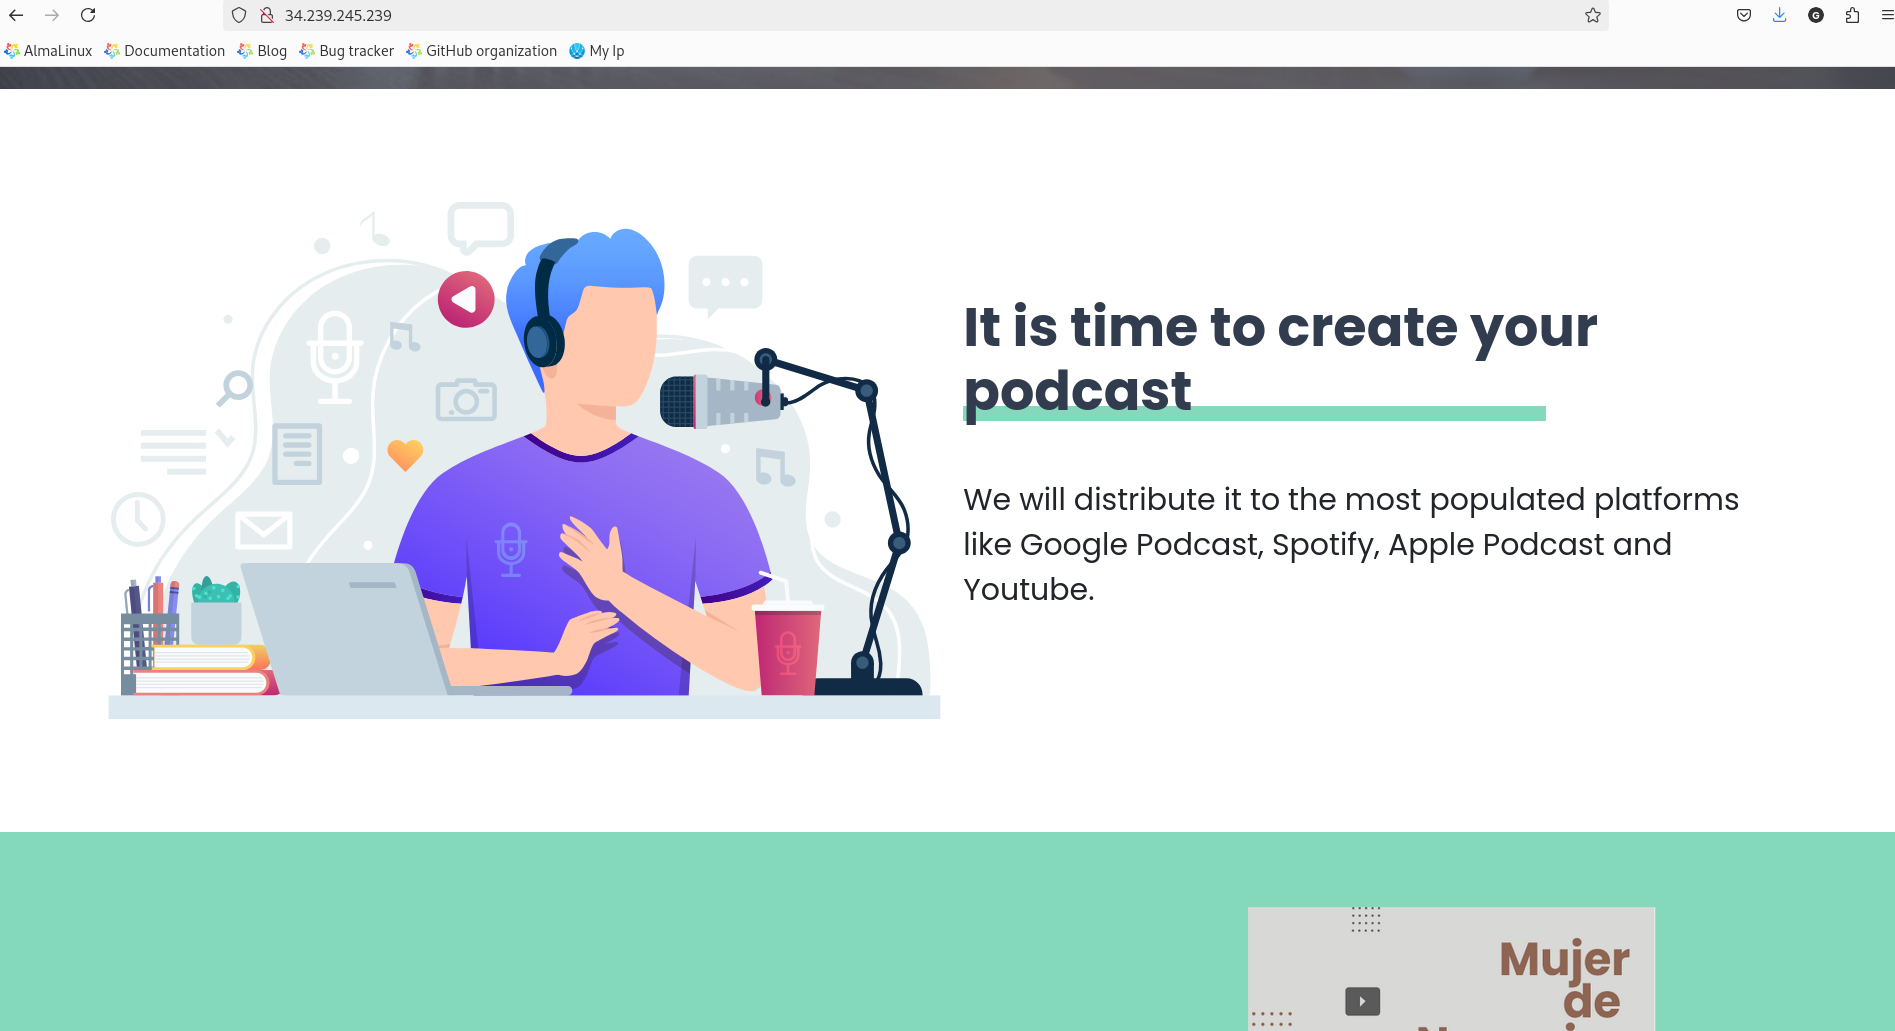 34.239.245.239
AlmaLinux Documentation Blog Bug tracker GitHub organization My Ip
It is time to create your
podcast
We will distribute it to the most populated platforms
like Google Podcast, Spotify, Apple Podcast and
Youtube.
Mujer
de